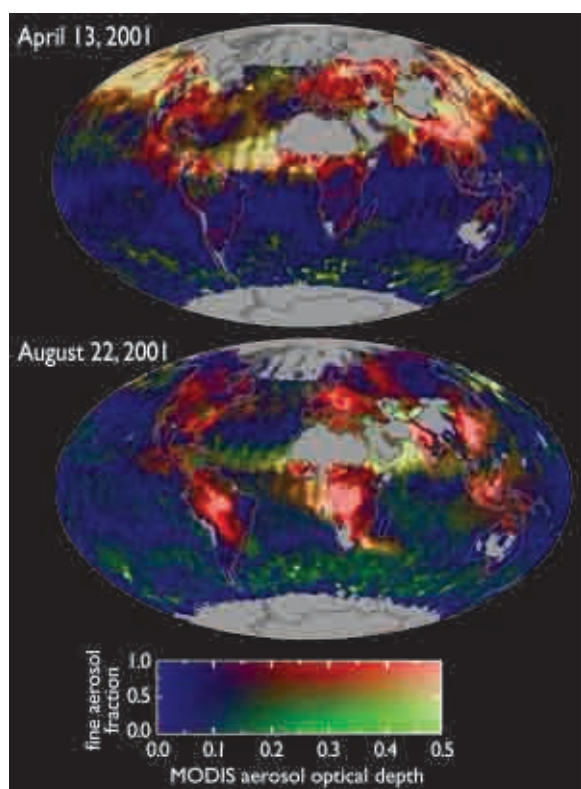 April 13, 2001
August 22, 2001
fine aerosol
fraction
1.0
0.5
0.0
0.0 0.1 0.2 0.3 0.4 0.5
MODIS aerosol optical depth